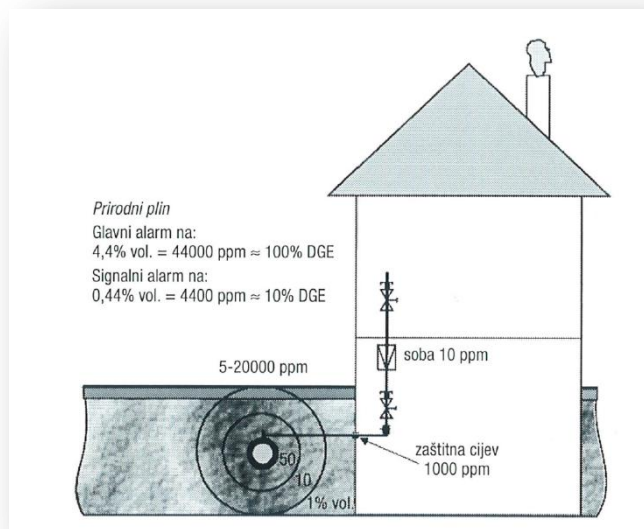 Prirodni plin
Glavni alarm na:
4,4% vol. = 44000 ppm ≈ 100% DGE
Signalni alarm na:
0,44% vol. = 4400 ppm ≈ 10% DGE
5-20000 ppm
soba 10 ppm
zaštitna cijev
1000 ppm
50
10
1% vol.